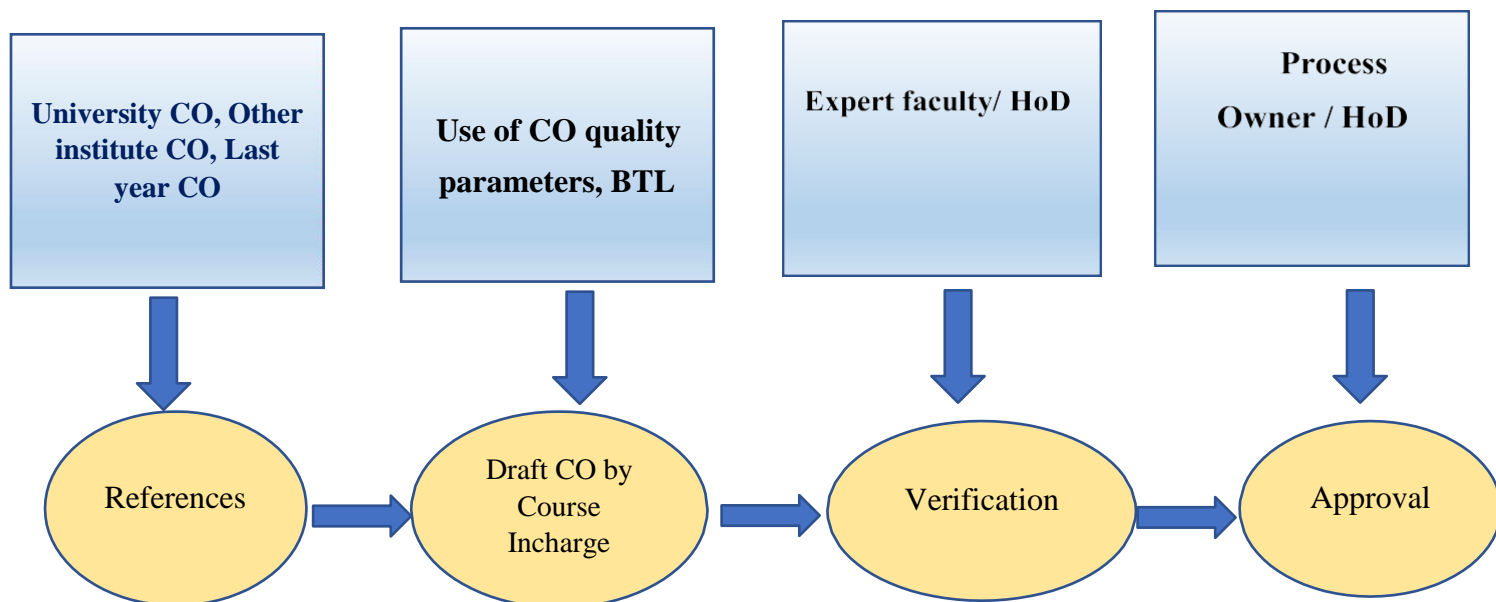 University CO, Other
institute CO, Last
year CO
Use of CO quality
parameters, BTL
Expert faculty/ HoD
Process
Owner / HoD
References
Draft CO by
Course
Incharge
Verification
Approval